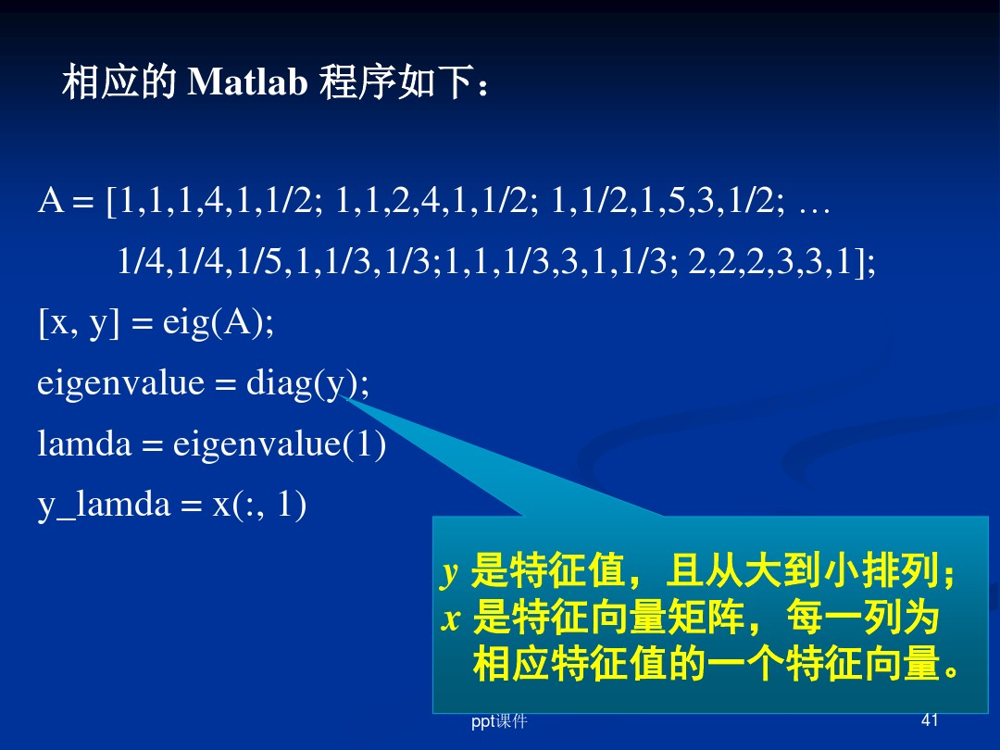 相应的 Matlab 程序如下：
A = [1,1,1,4,1,1/2; 1,1,2,4,1,1/2; 1,1/2,1,5,3,1/2; …
1/4,1/4,1/5,1,1/3,1/3;1,1,1/3,3,1,1/3; 2,2,2,3,3,1];
[x, y] = eig(A);
eigenvalue = diag(y);
lamda = eigenvalue(1)
y_lamda = x(:, 1)
y 是特征值，且从大到小排列；
x 是特征向量矩阵，每一列为
相应特征值的一个特征向量。
ppt课件
41